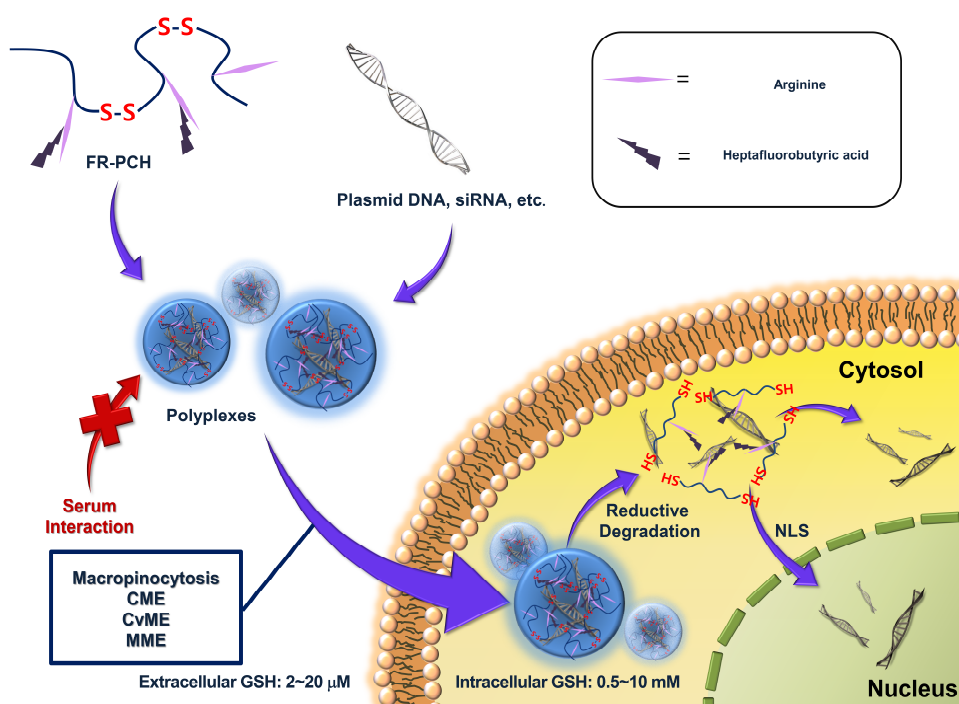 S-S
S-S
FR-PCH
Plasmid DNA, siRNA, etc.
=
Arginine
=
Heptafluorobutyric acid
Polyplexes
Serum
Interaction
Macropinocytosis
CME
CvME
MME
Extracellular GSH: 2~20 μM
Intracellular GSH: 0.5~10 mM
Reductive
Degradation
SH
SH
SH
SH
HS
HS
SH
SH
NLS
Cytosol
Nucleus